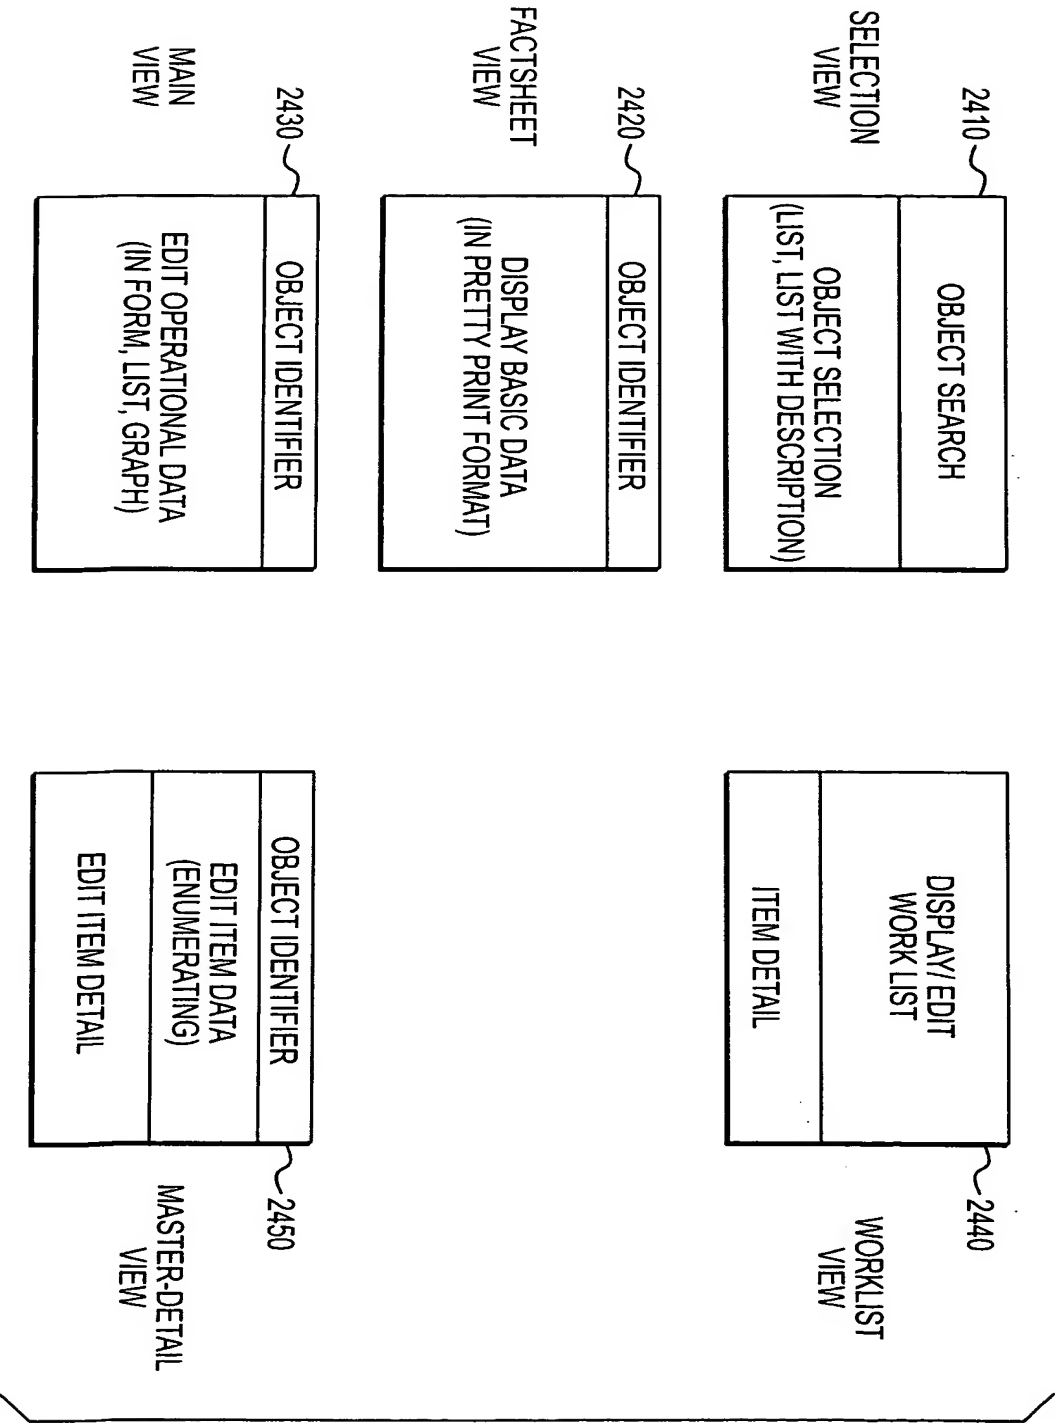 SELECTION
VIEW
2410
OBJECT SEARCH
OBJECT SELECTION
(LIST, LIST WITH DESCRIPTION)
DISPLAY/EDIT
WORK LIST
ITEM DETAIL
2440
WORKLIST
VIEW
FACTSHEET
VIEW
2420
OBJECT IDENTIFIER
DISPLAY BASIC DATA
(IN PRETTY PRINT FORMAT)
MAIN
VIEW
2430
OBJECT IDENTIFIER
EDIT OPERATIONAL DATA
(IN FORM, LIST, GRAPH)
OBJECT IDENTIFIER
EDIT ITEM DATA
(ENUMERATING)
EDIT ITEM DETAIL
2450
MASTER-DETAIL
VIEW